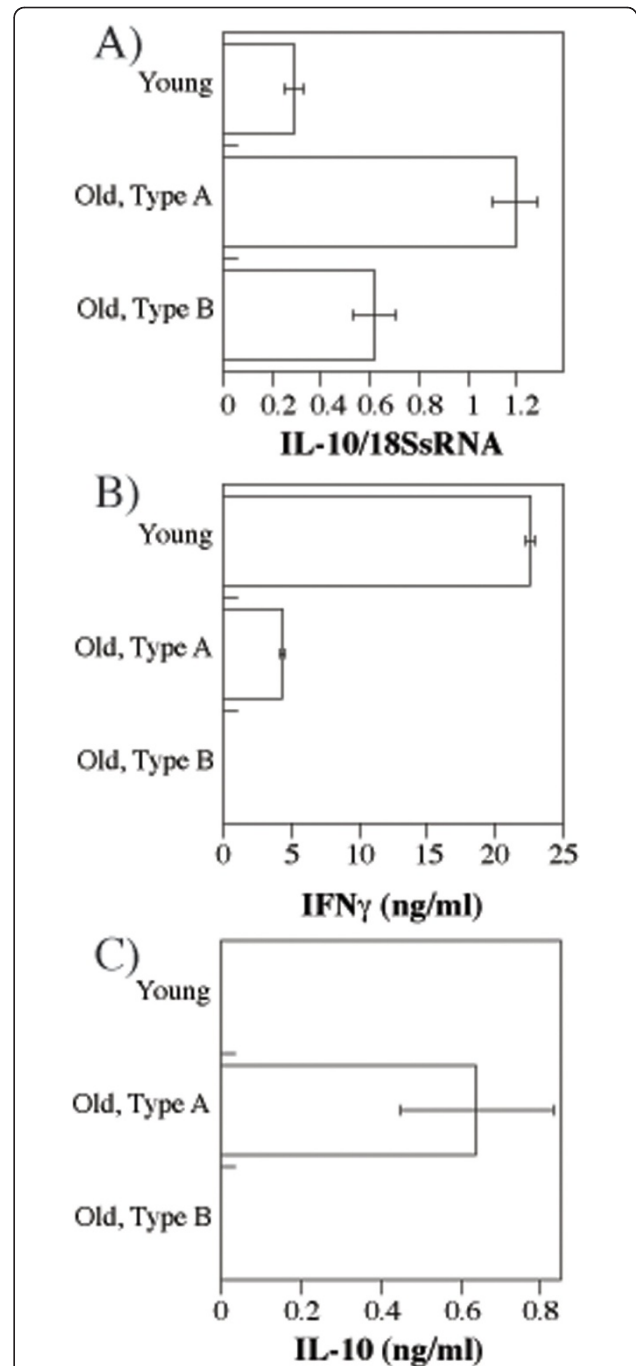 A)
Young
Old, Type A
Old, Type B
0 0.2 0.4 0.6 0.8 1 1.2
IL-10/18SsRNA
B)
Young
Old, Type A
Old, Type B
0 5 10 15 20 25
IFNγ (ng/ml)
C)
Young
Old, Type A
Old, Type B
0 0.2 0.4 0.6 0.8
IL-10 (ng/ml)